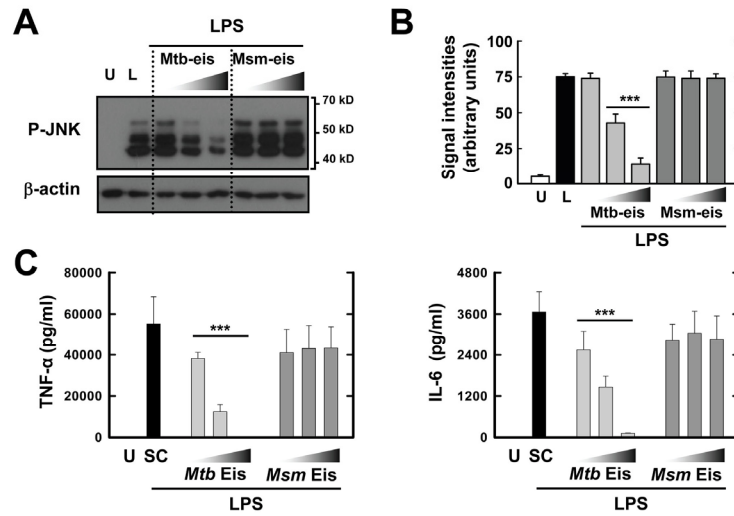 A
LPS
Mtb-eis Msm-eis
U L
70 kD
P-JNK
50 kD
40 kD
β-actin
B
Signal intensities
(arbitrary units)
100
75
50
25
0
***
U L
Mtb-eis Msm-eis
LPS
C
TNF-α (pg/ml)
80000
60000
40000
20000
0
***
U SC
Mtb Eis Msm Eis
LPS
IL-6 (pg/ml)
4800
3600
2400
1200
0
***
U SC
Mtb Eis Msm Eis
LPS